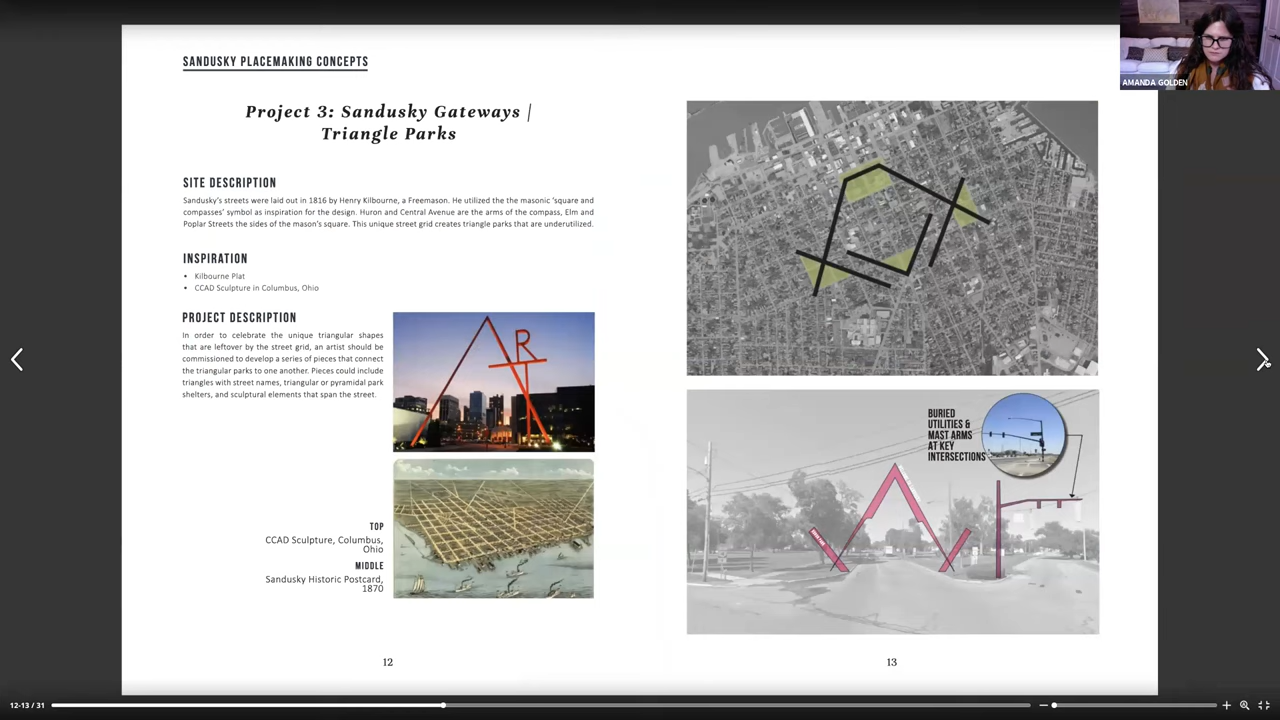 AMANDA GOLDEN
SANDUSKY PLACEMAKING CONCEPTS
Project 3: Sandusky Gateways |
Triangle Parks
SITE DESCRIPTION
Sandusky's streets were laid out in 1816 by Henry Kilbourne, a Freemason. He utilized the the masonic 'square and
compasses' symbol as inspiration for the design. Huron and Central Avenue are the arms of the compass, Elm and
Poplar Streets the sides of the mason's square. This unique street grid creates triangle parks that are underutilized.
INSPIRATION
• Kilbourne Plat
• CCAD Sculpture in Columbus, Ohio
PROJECT DESCRIPTION
In order to celebrate the unique triangular shapes
that are leftover by the street grid, an artist should be
commissioned to develop a series of pieces that connect
the triangular parks to one another. Pieces could include
triangles with street names, triangular or pyramidal park
shelters, and sculptural elements that span the street.
ART
TOP
CCAD Sculpture, Columbus,
Ohio
MIDDLE
Sandusky Historic Postcard,
1870
BURIED
UTILITIES &
MAST ARMS
AT KEY
INTERSECTIONS
12
13
12-13 / 31